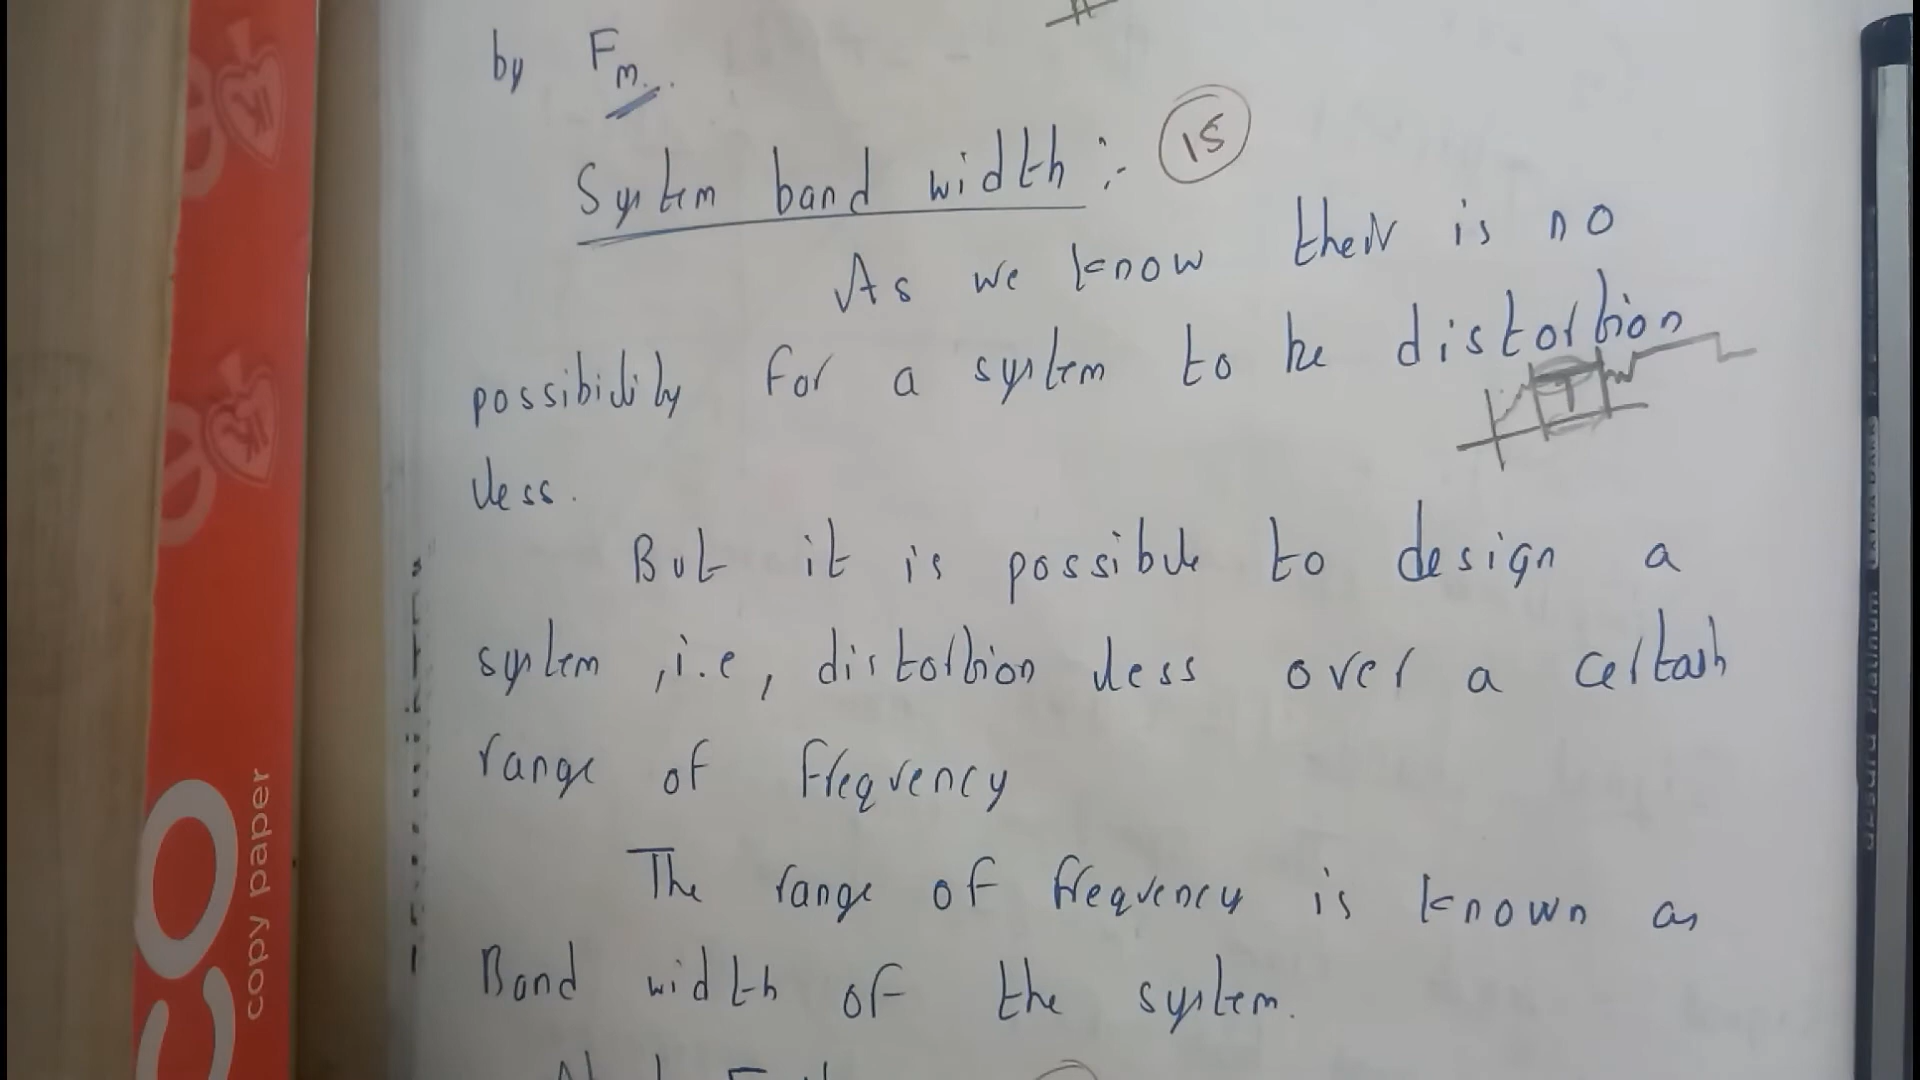 by Fm..
System band width :- 15
As we know their is no
possibility for a system to be distortion
less.
But it is possible to design a
system, i.e, distortion less over a certain
range of frequency
The range of frequency is known as
Band width of the system.
copy paper